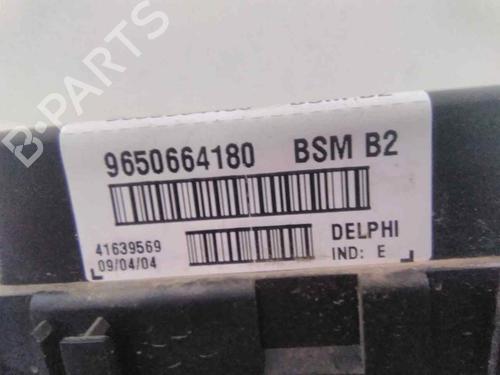 B-PARTS
9650664180 BSM B2
41639569 DELPHI
09/04/04 IND: E